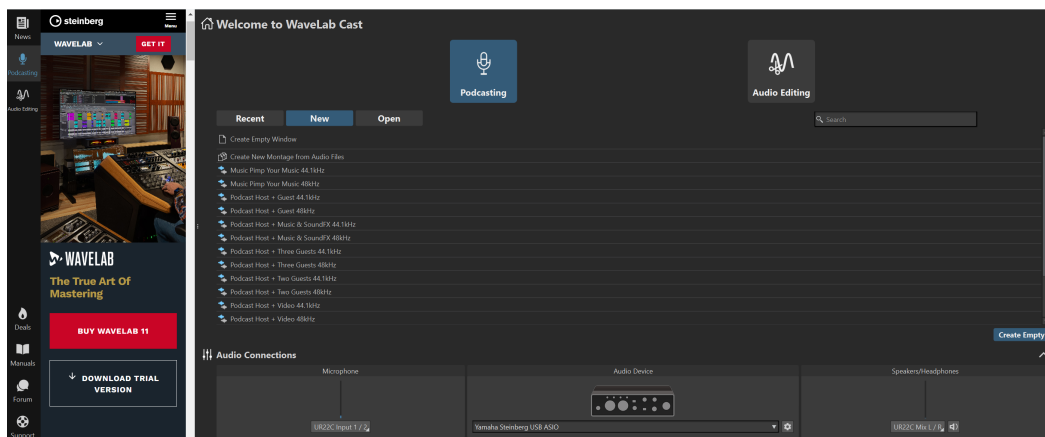 News
Podcasting
Audio Editing
Deals
Manuals
Forum
Support
steinberg
Menu
WAVELAB
GET IT
WAVELAB
The True Art Of
Mastering
BUY WAVELAB 11
DOWNLOAD TRIAL
VERSION
Welcome to WaveLab Cast
Podcasting
Audio Editing
Recent New Open
Search
Create Empty Window
Create New Montage from Audio Files
Music Pimp Your Music 44.1kHz
Music Pimp Your Music 48kHz
Podcast Host + Guest 44.1kHz
Podcast Host + Guest 48kHz
Podcast Host + Music & SoundFX 44.1kHz
Podcast Host + Music & SoundFX 48kHz
Podcast Host + Three Guests 44.1kHz
Podcast Host + Three Guests 48kHz
Podcast Host + Two Guests 44.1kHz
Podcast Host + Two Guests 48kHz
Podcast Host + Video 44.1kHz
Podcast Host + Video 48kHz
Create Empty
Audio Connections
Microphone
Audio Device
Speakers/Headphones
UR22C Input 1 / 2
Yamaha Steinberg USB ASIO
UR22C Mix L / R